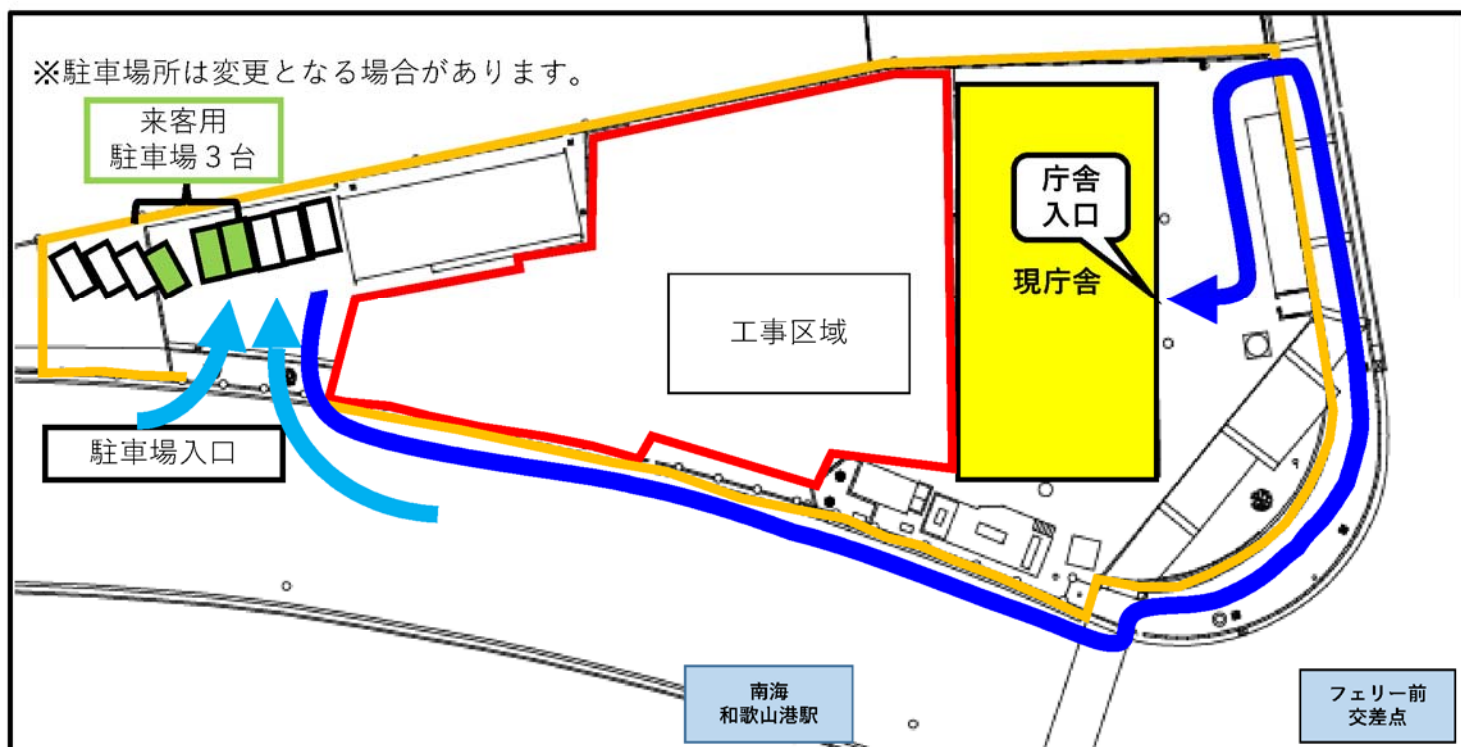 ※駐車場所は変更となる場合があります。
来客用
駐車場３台
庁舎
入口
現庁舎
工事区域
駐車場入口
南海
和歌山港駅
フェリー前
交差点